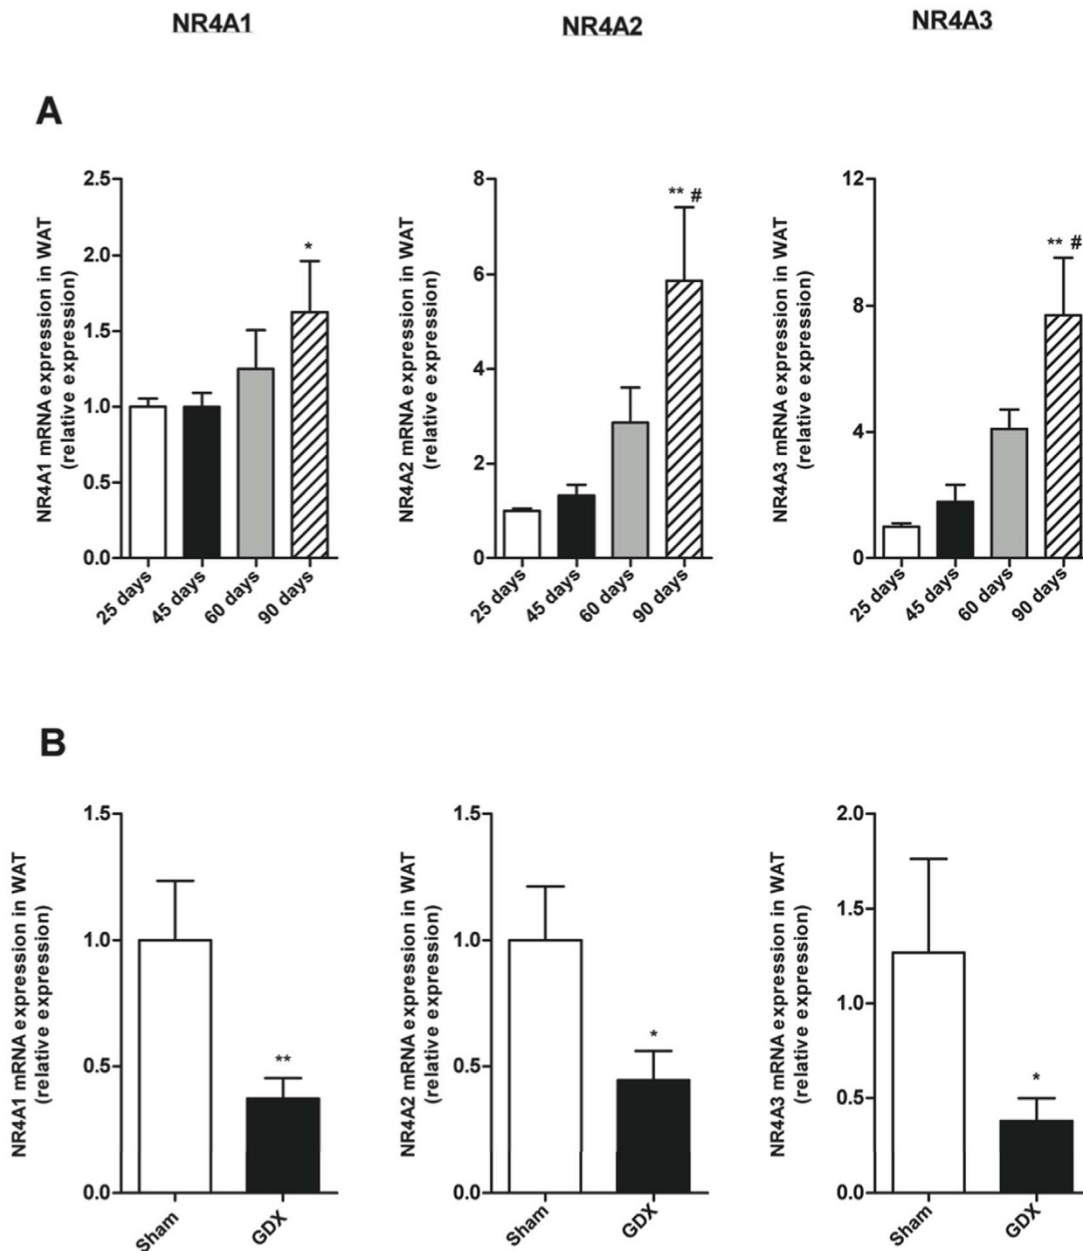 NR4A1
NR4A2
NR4A3
A
NR4A1 mRNA expression in WAT
(relative expression)
2.5
2.0
1.5
1.0
0.5
0.0
*
25 days
45 days
60 days
90 days
NR4A2 mRNA expression in WAT
(relative expression)
8
6
4
2
0
** #
25 days
45 days
60 days
90 days
NR4A3 mRNA expression in WAT
(relative expression)
12
8
4
0
** #
25 days
45 days
60 days
90 days
B
NR4A1 mRNA expression in WAT
(relative expression)
1.5
1.0
0.5
0.0
**
Sham
GDX
NR4A2 mRNA expression in WAT
(relative expression)
1.5
1.0
0.5
0.0
*
Sham
GDX
NR4A3 mRNA expression in WAT
(relative expression)
2.0
1.5
1.0
0.5
0.0
*
Sham
GDX